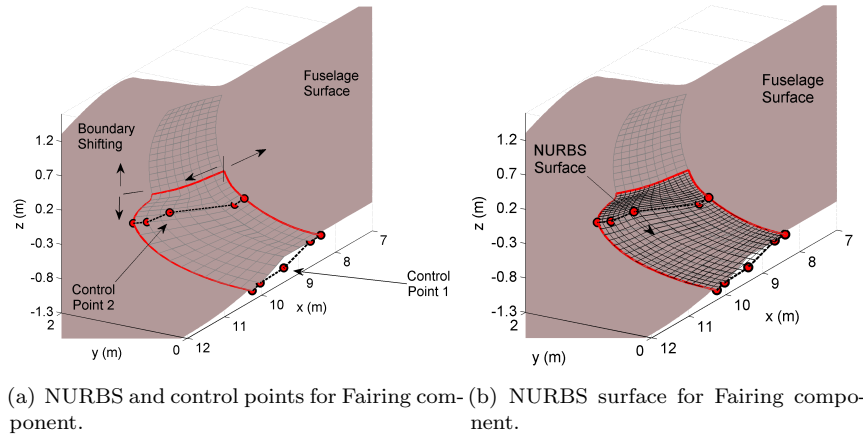 Fuselage
Surface
Boundary
Shifting
1.2
0.7
0.2
-0.3
-0.8
-1.3
z (m)
2
y (m)
0
12
11
10
9
8
7
x (m)
Control
Point 2
Control
Point 1
(a) NURBS and control points for Fairing com-
ponent.
Fuselage
Surface
NURBS
Surface
1.2
0.7
0.2
-0.3
-0.8
-1.3
z (m)
2
y (m)
0
12
11
10
9
8
7
x (m)
(b) NURBS surface for Fairing compo-
nent.